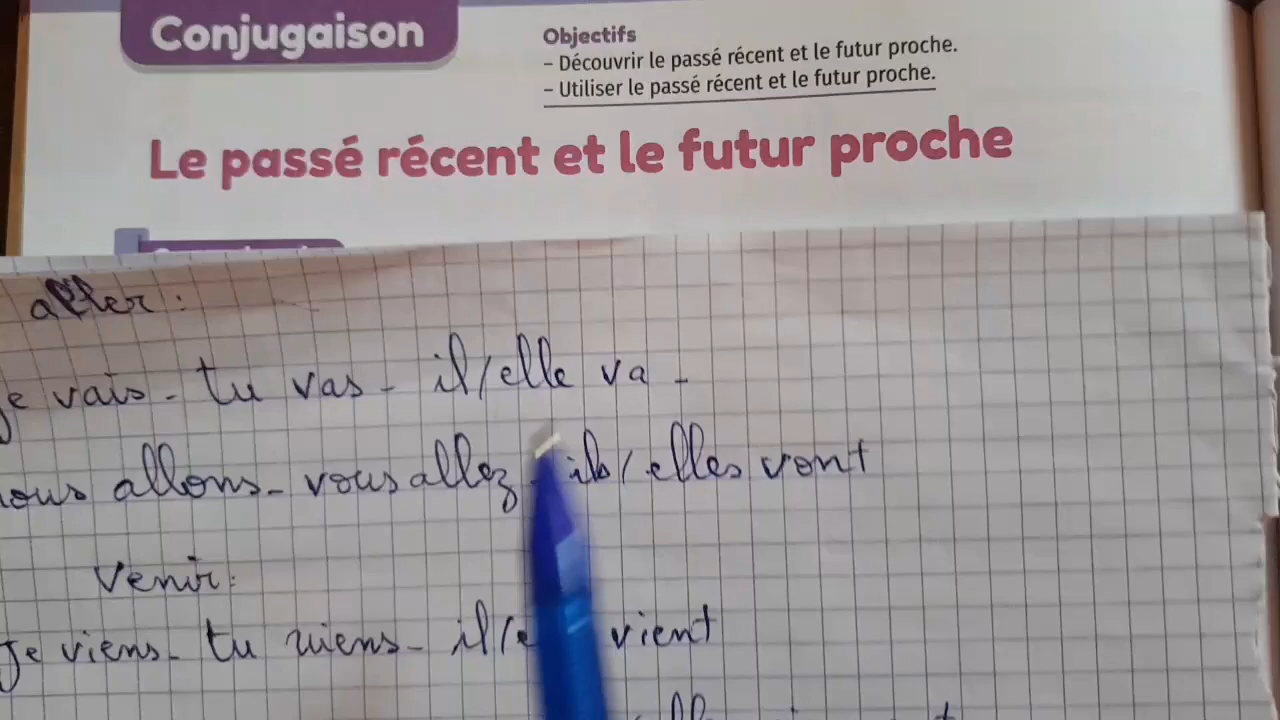 Conjugaison
Objectifs
– Découvrir le passé récent et le futur proche.
– Utiliser le passé récent et le futur proche.
Le passé récent et le futur proche
aller:
je vais - tu vas - il/elle va -
nous allons - vous allez - ils/elles vont
Venir:
Je viens - tu viens - il/ vient